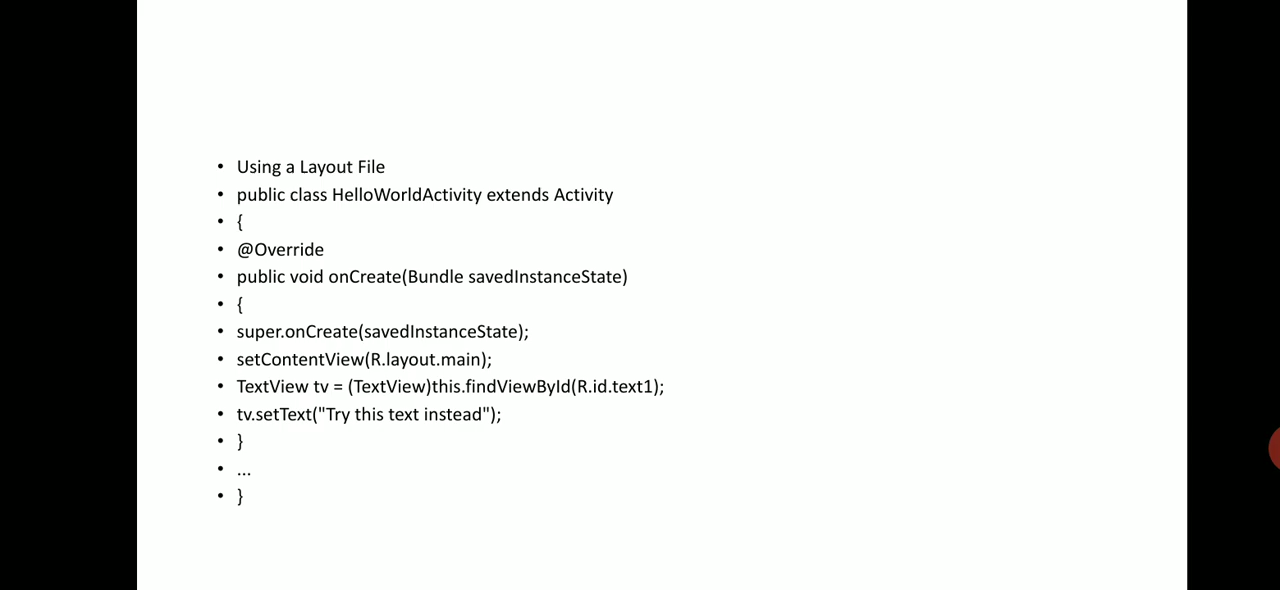 • Using a Layout File
• public class HelloWorldActivity extends Activity
• {
• @Override
• public void onCreate(Bundle savedInstanceState)
• {
• super.onCreate(savedInstanceState);
• setContentView(R.layout.main);
• TextView tv = (TextView)this.findViewById(R.id.text1);
• tv.setText("Try this text instead");
• }
• ...
• }